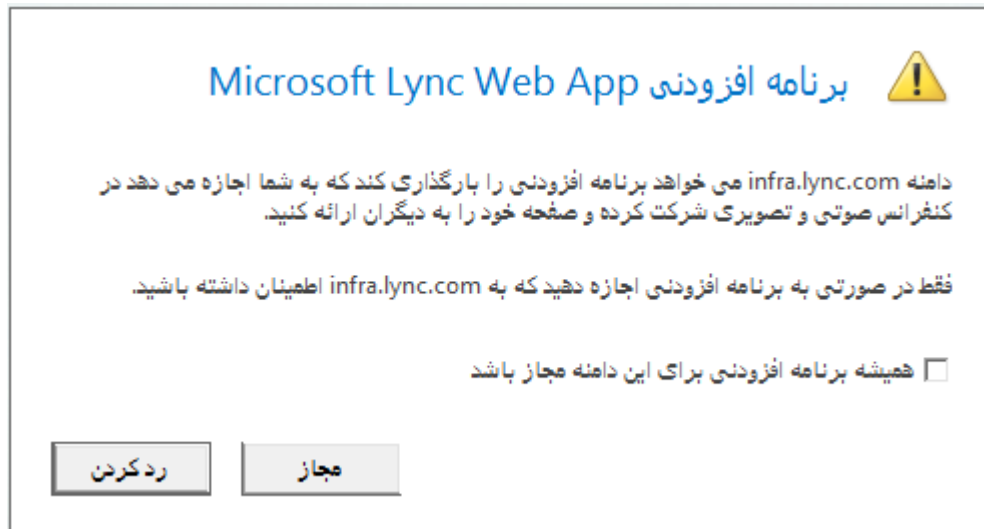 برنامه افزودنی Microsoft Lync Web App
دامنه infra.lync.com می خواهد برنامه افزودنی را بارگذاری کند که به شما اجازه می دهد در
کنفرانس صوتی و تصویری شرکت کرده و صفحه خود را به دیگران ارائه کنید.
فقط در صورتی به برنامه افزودنی اجازه دهید که به infra.lync.com اطمینان داشته باشید.
همیشه برنامه افزودنی برای این دامنه مجاز باشد
مجاز
رد کردن